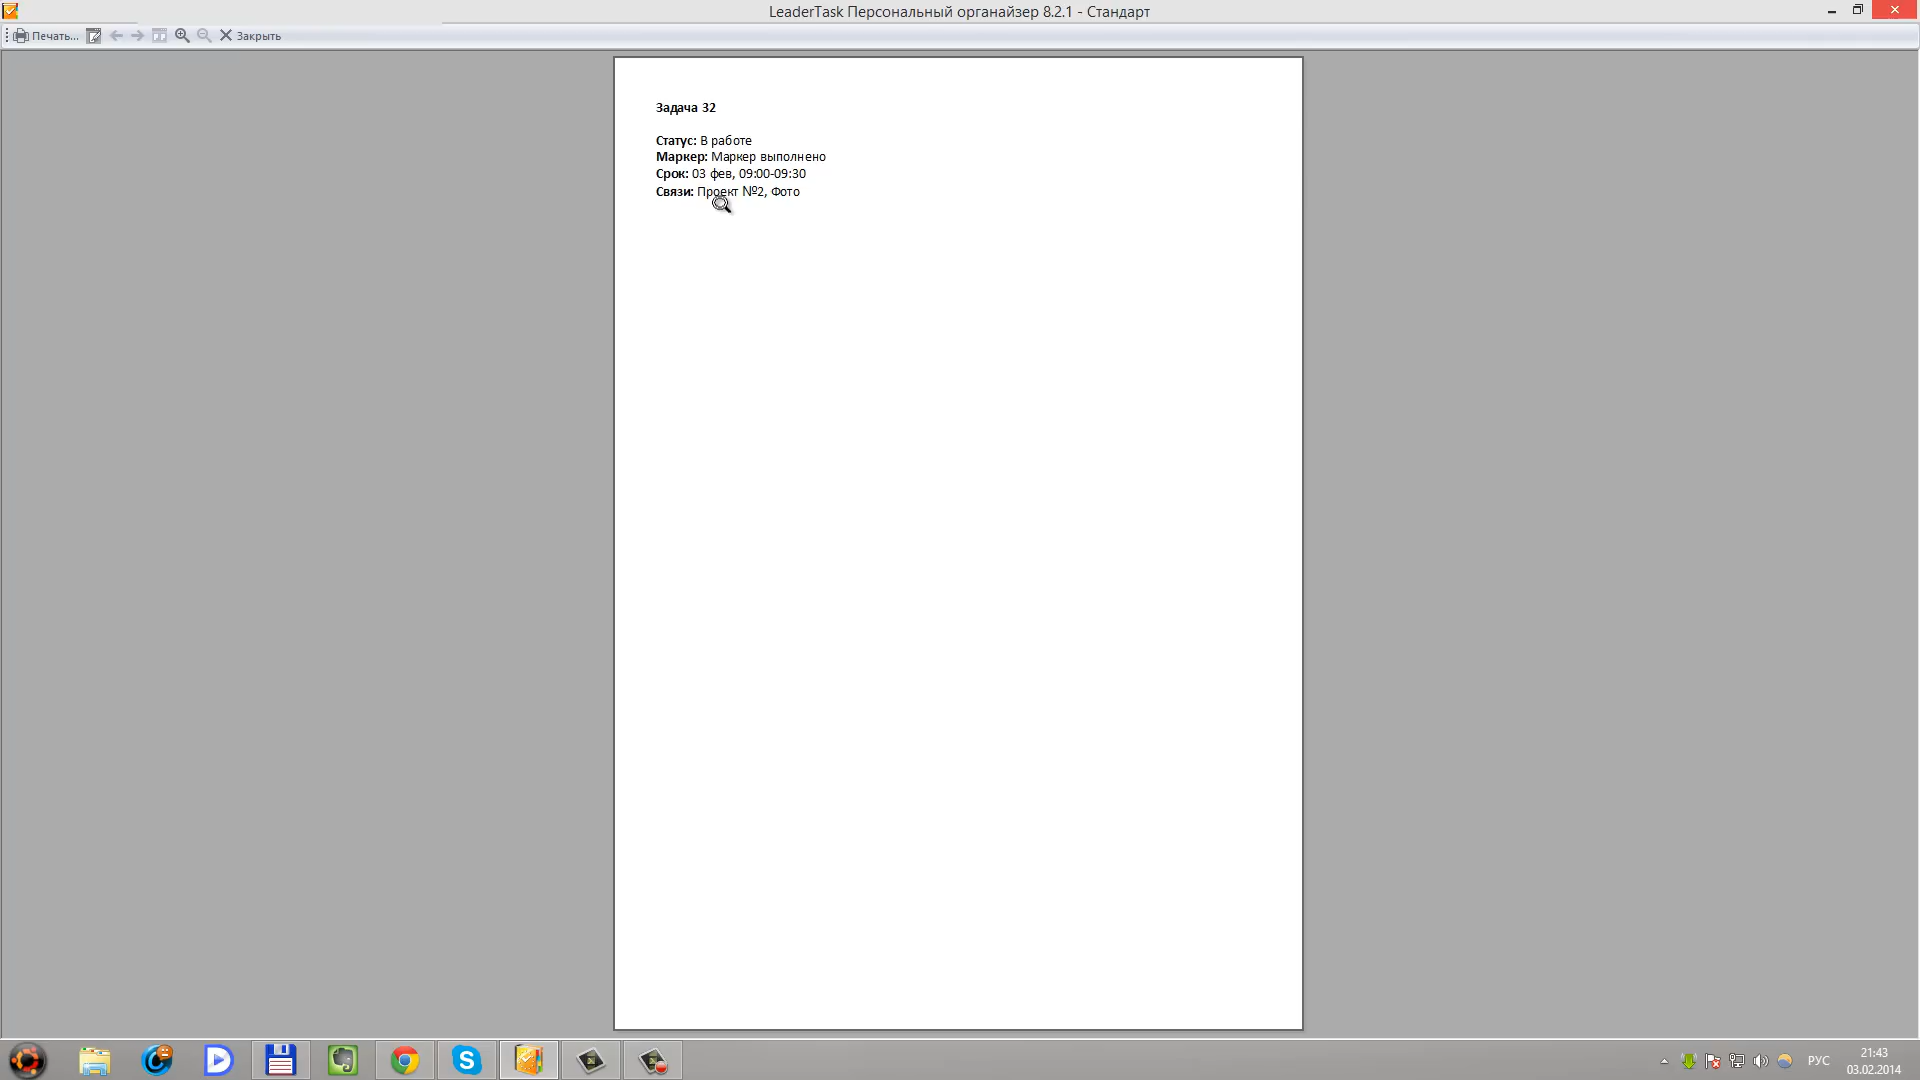 LeaderTask Персональный органайзер 8.2.1 - Стандарт
Печать... Закрыть
Задача 32
Статус: В работе
Маркер: Маркер выполнено
Срок: 03 фев, 09:00-09:30
Связи: Проект №2, Фото
РУС
21:43
03.02.2014